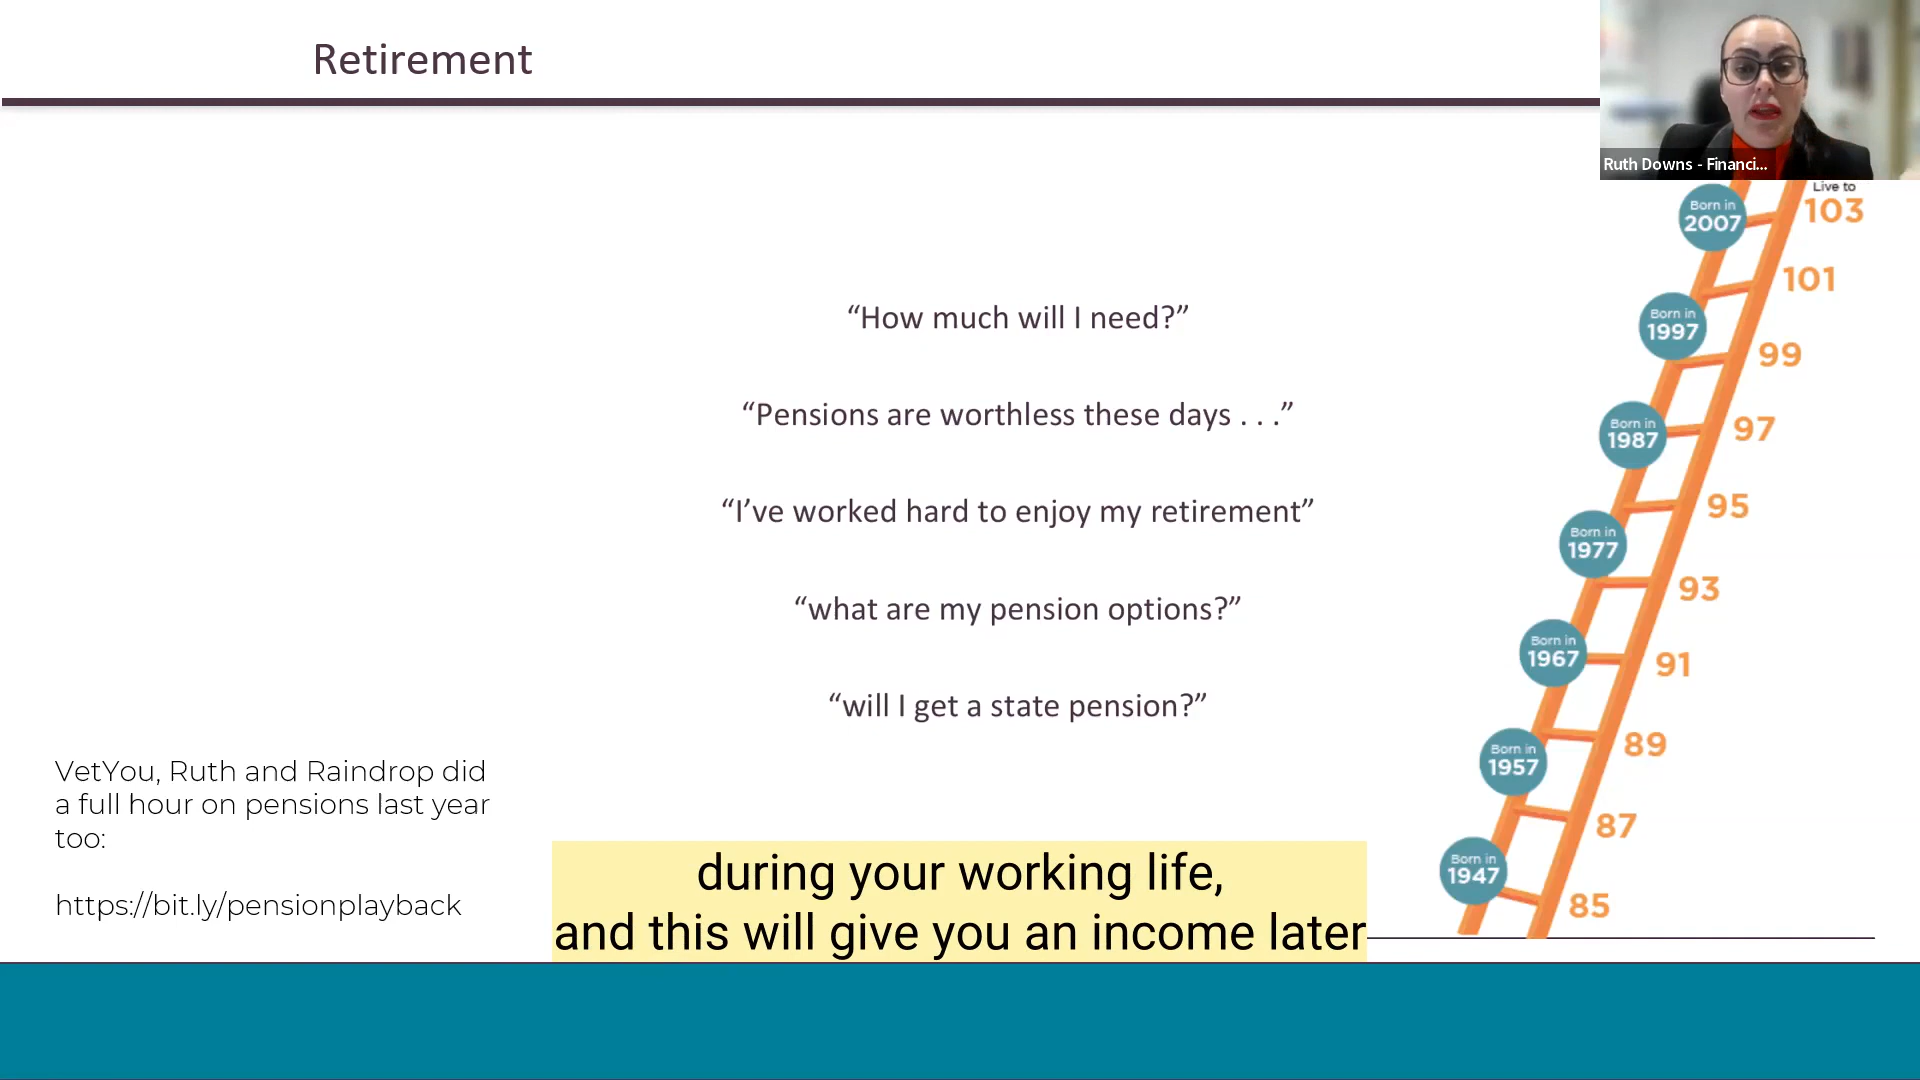 Retirement
Ruth Downs - Financi...
Live to
103
Born in
2007
101
Born in
1997
99
Born in
1987
97
95
Born in
1977
93
Born in
1967
91
89
Born in
1957
87
Born in
1947
85
“How much will I need?”
“Pensions are worthless these days . . .”
“I’ve worked hard to enjoy my retirement”
“what are my pension options?”
“will I get a state pension?”
VetYou, Ruth and Raindrop did
a full hour on pensions last year
too:
https://bit.ly/pensionplayback
during your working life,
and this will give you an income later